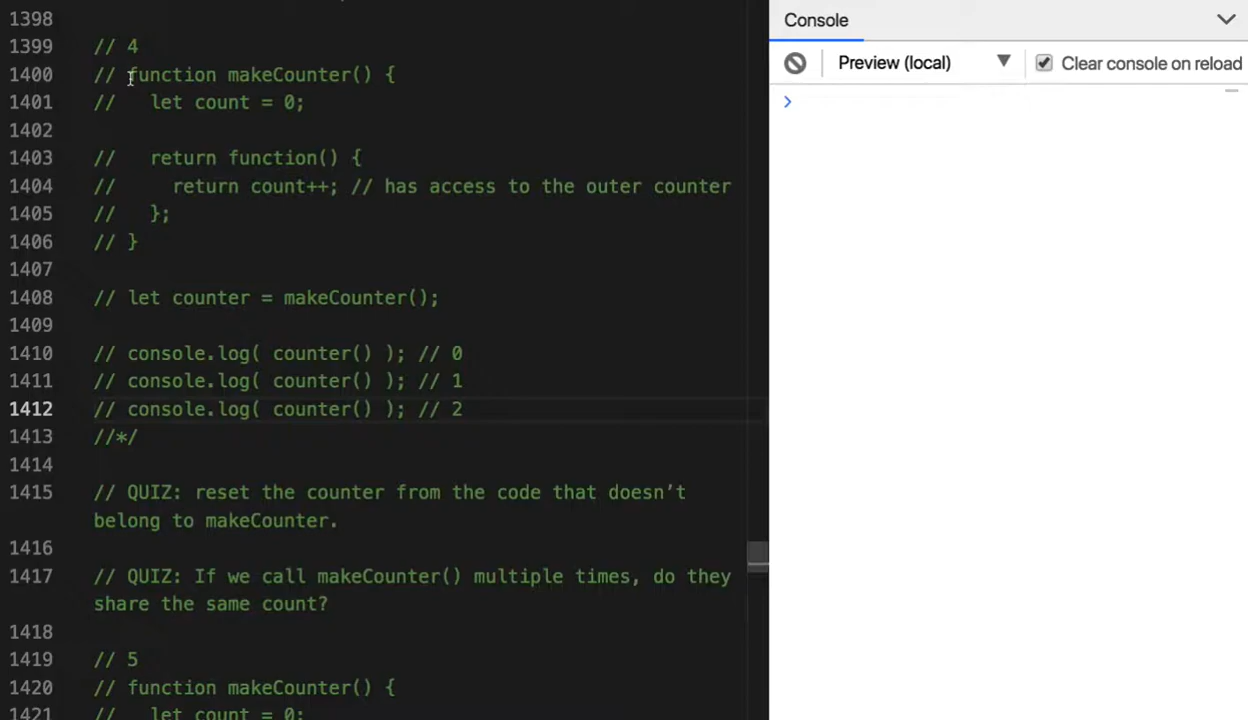 1398
1399 // 4
1400 // function makeCounter() {
1401 //   let count = 0;
1402
1403 //   return function() {
1404 //     return count++; // has access to the outer counter
1405 //   };
1406 // }
1407
1408 // let counter = makeCounter();
1409
1410 // console.log( counter() ); // 0
1411 // console.log( counter() ); // 1
1412 // console.log( counter() ); // 2
1413 //*/
1414
1415 // QUIZ: reset the counter from the code that doesn’t
belong to makeCounter.
1416
1417 // QUIZ: If we call makeCounter() multiple times, do they
share the same count?
1418
1419 // 5
1420 // function makeCounter() {
1421 //   let count = 0;
Console
Preview (local) ▼ Clear console on reload
>